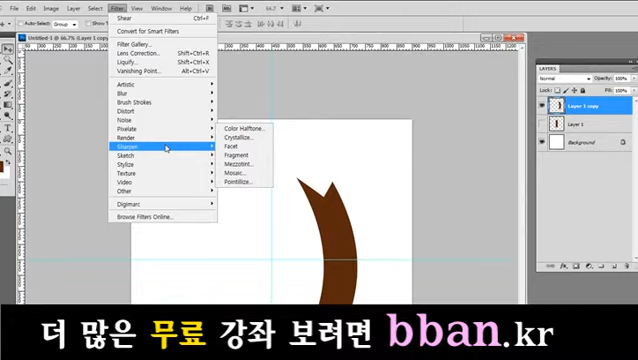 File Edit Image Layer Select Filter View Window Help
Auto-Select: Group
Untitled-1 @ 66.7%
Shear Ctrl+F
Convert for Smart Filters
Filter Gallery...
Lens Correction... Shift+Ctrl+R
Liquify... Shift+Ctrl+X
Vanishing Point... Alt+Ctrl+V
Artistic
Blur
Brush Strokes
Distort
Noise
Pixelate
Render
Sharpen
Sketch
Stylize
Texture
Video
Other
Digimarc
Browse Filters Online...
Color Halftone...
Crystallize...
Facet
Fragment
Mezzotint...
Mosaic...
Pointillize...
LAYERS
Normal Opacity: 100%
Lock: Fill: 100%
Layer 1 copy
Layer 1
Background
더 많은 무료 강좌 보려면 bban.kr